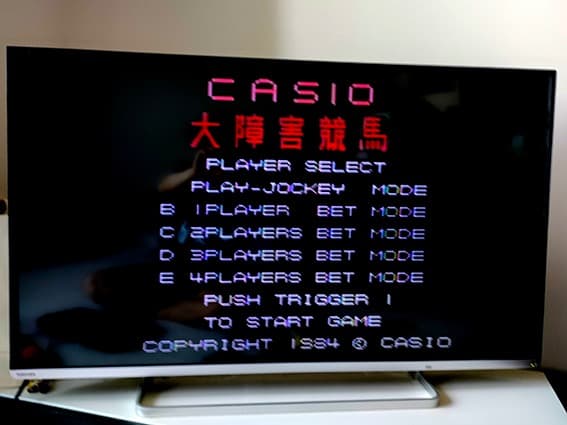 CASIO
大障害競馬
PLAYER SELECT
PLAY-JOCKEY MODE
B 1PLAYER BET MODE
C 2PLAYERS BET MODE
D 3PLAYERS BET MODE
E 4PLAYERS BET MODE
PUSH TRIGGER 1
TO START GAME
COPYRIGHT 1984 © CASIO
TOSHIBA